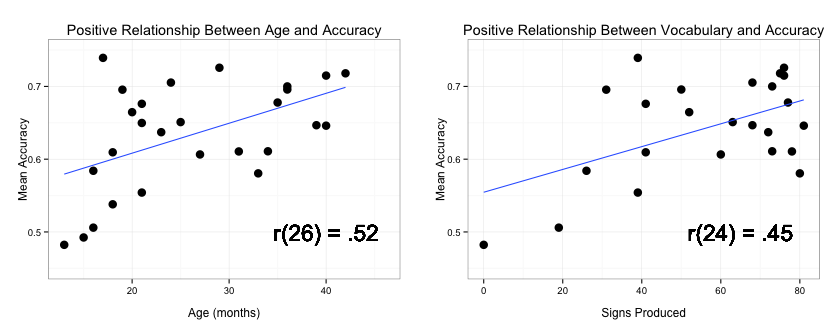 Positive Relationship Between Age and Accuracy
Mean Accuracy
0.7
0.6
0.5
r(26) = .52
20
30
40
Age (months)
Positive Relationship Between Vocabulary and Accuracy
Mean Accuracy
0.7
0.6
0.5
r(24) = .45
0
20
40
60
80
Signs Produced